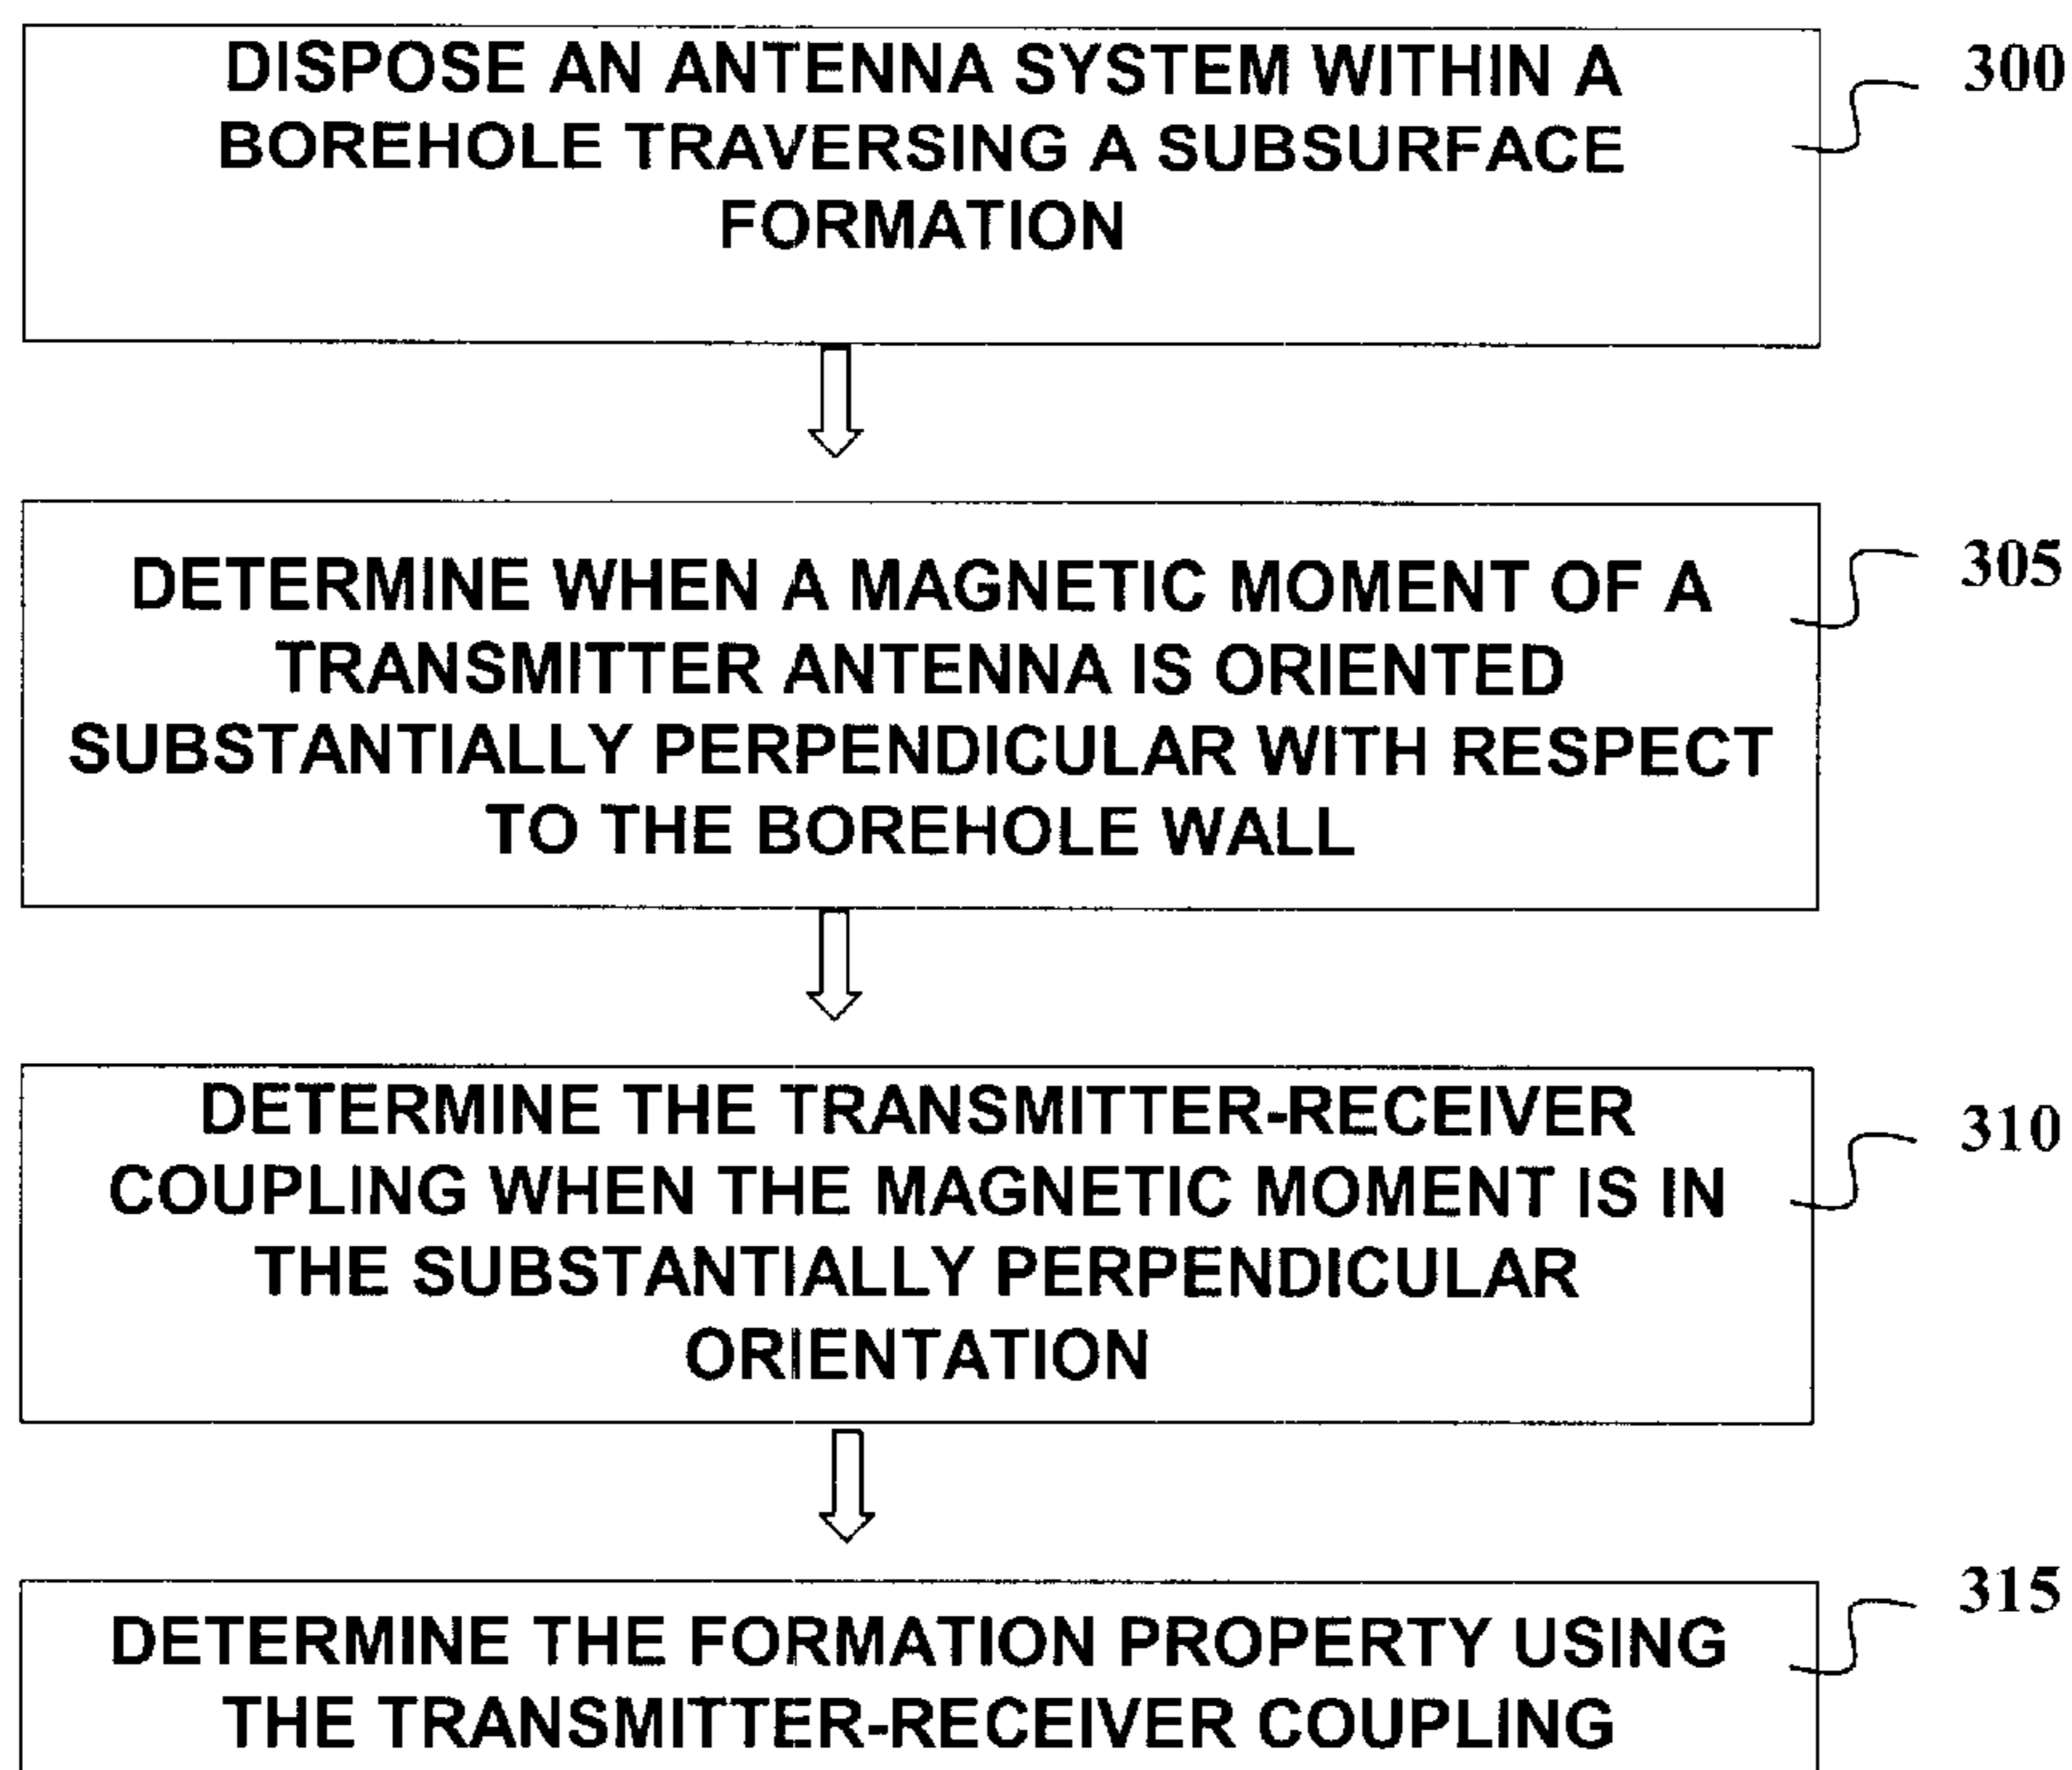 DISPOSE AN ANTENNA SYSTEM WITHIN A
BOREHOLE TRAVERSING A SUBSURFACE
FORMATION
300
DETERMINE WHEN A MAGNETIC MOMENT OF A
TRANSMITTER ANTENNA IS ORIENTED
SUBSTANTIALLY PERPENDICULAR WITH RESPECT
TO THE BOREHOLE WALL
305
DETERMINE THE TRANSMITTER-RECEIVER
COUPLING WHEN THE MAGNETIC MOMENT IS IN
THE SUBSTANTIALLY PERPENDICULAR
ORIENTATION
310
DETERMINE THE FORMATION PROPERTY USING
THE TRANSMITTER-RECEIVER COUPLING
315